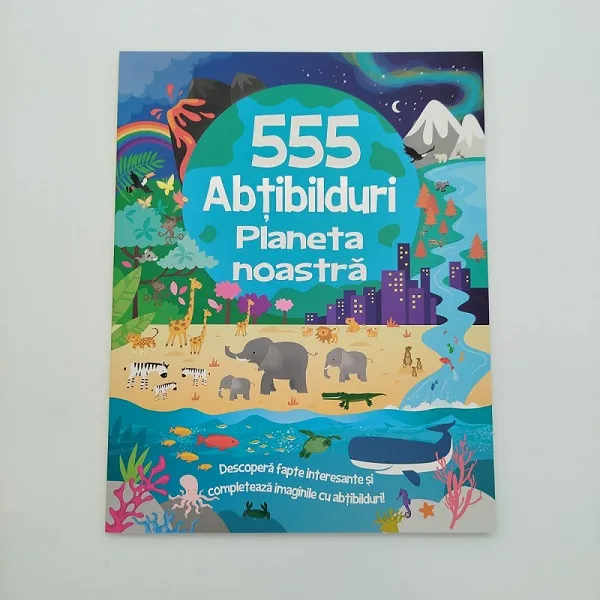 555
Abțibilduri
Planeta
noastră
Descoperă fapte interesante și
completează imaginile cu abțibilduri!